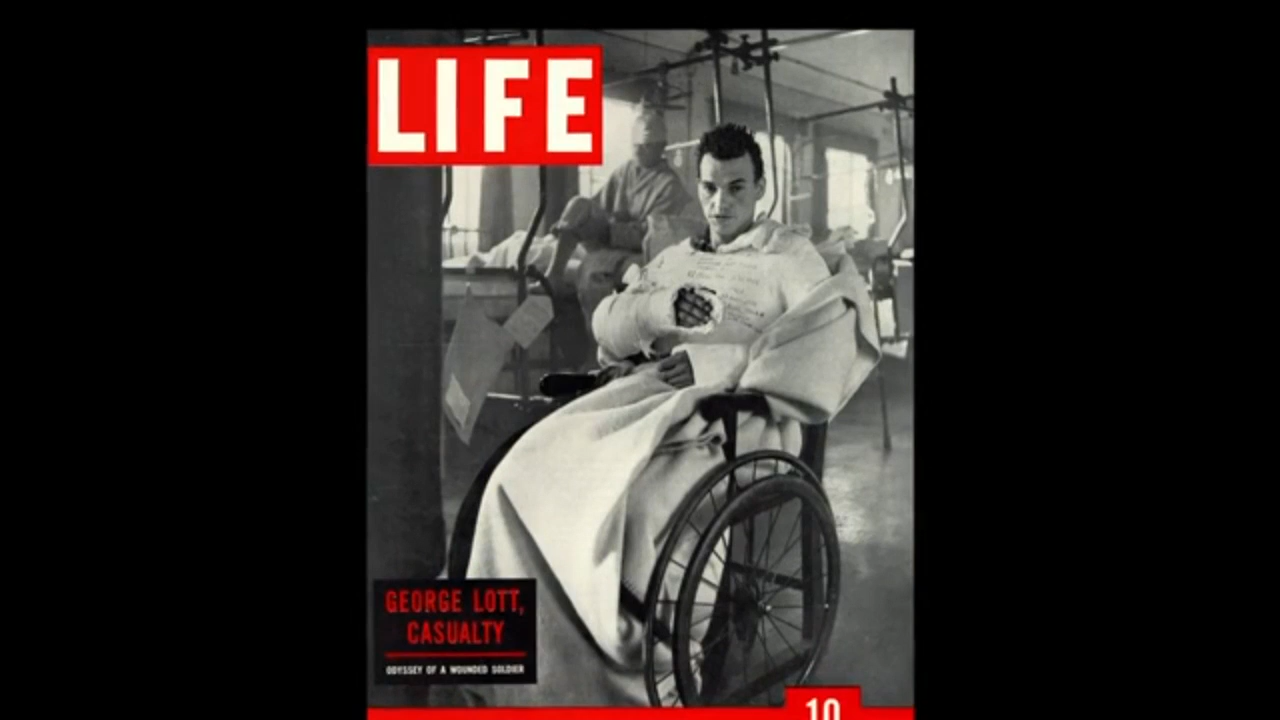 LIFE
GEORGE LOTT,
CASUALTY
ODYSSEY OF A WOUNDED SOLDIER
10